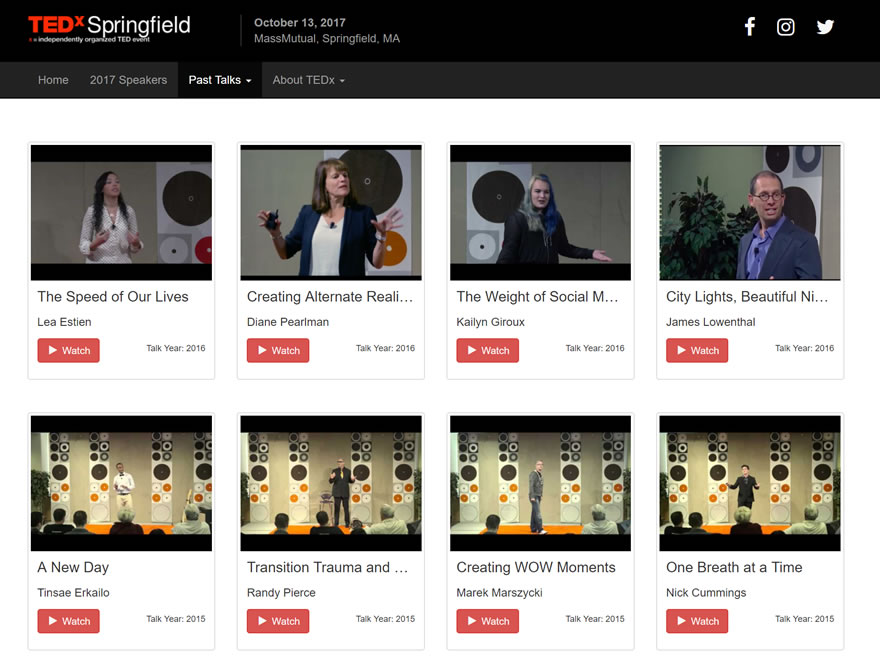 TEDx Springfield
x = independently organized TED event
October 13, 2017
MassMutual, Springfield, MA
Home 2017 Speakers Past Talks About TEDx
The Speed of Our Lives
Lea Estien
Watch Talk Year: 2016
Creating Alternate Reali…
Diane Pearlman
Watch Talk Year: 2016
The Weight of Social M…
Kailyn Giroux
Watch Talk Year: 2016
City Lights, Beautiful Ni…
James Lowenthal
Watch Talk Year: 2016
A New Day
Tinsae Erkailo
Watch Talk Year: 2015
Transition Trauma and …
Randy Pierce
Watch Talk Year: 2015
Creating WOW Moments
Marek Marszycki
Watch Talk Year: 2015
One Breath at a Time
Nick Cummings
Watch Talk Year: 2015